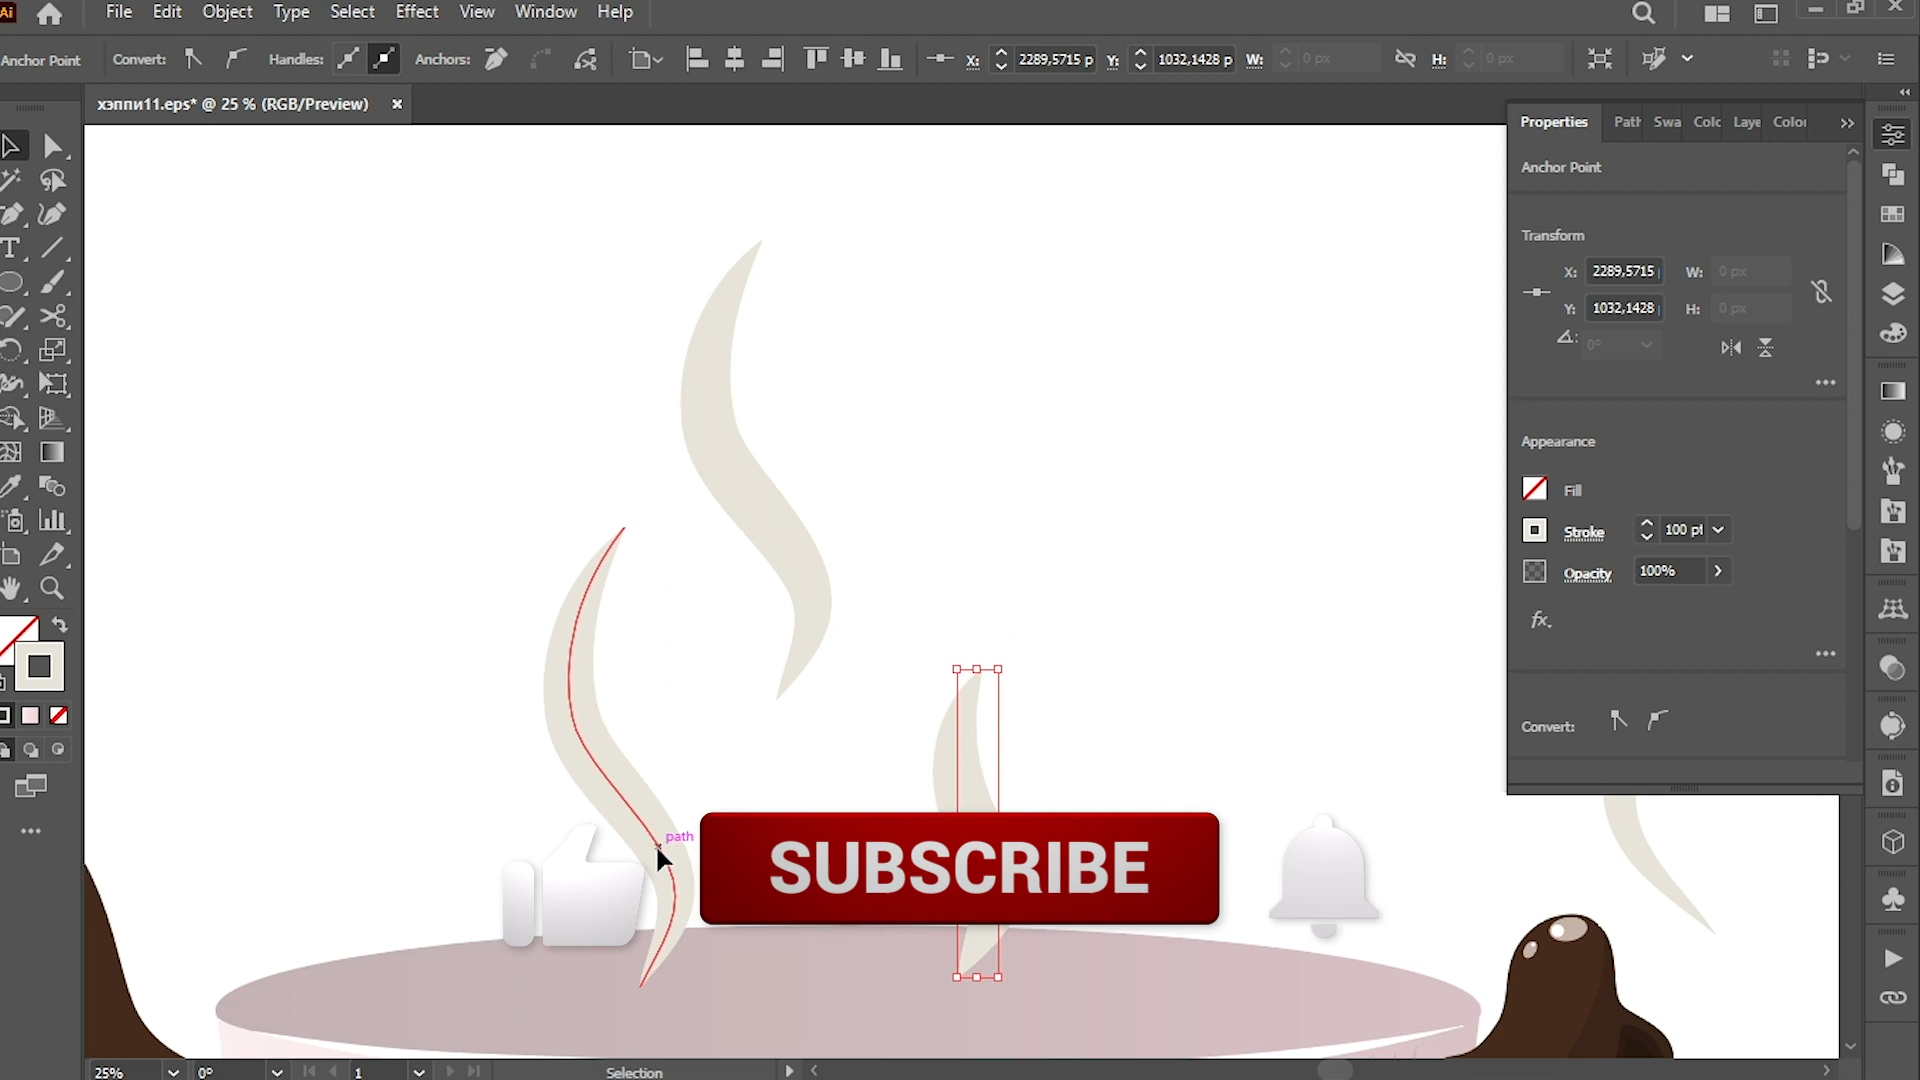 Ai
File Edit Object Type Select Effect View Window Help
Anchor Point Convert: Handles: Anchors: X: 2289,5715 p Y: 1032,1428 p W: 0 px H: 0 px
хэппи11.eps* @ 25 % (RGB/Preview) ×
Properties Path Swa Colc Laye Color
Anchor Point
Transform
X: 2289,5715 W: 0 px
Y: 1032,1428 H: 0 px
0°
Appearance
Fill
Stroke 100 pt
Opacity 100%
fx.
Convert:
path
SUBSCRIBE
25% 0° 1 Selection